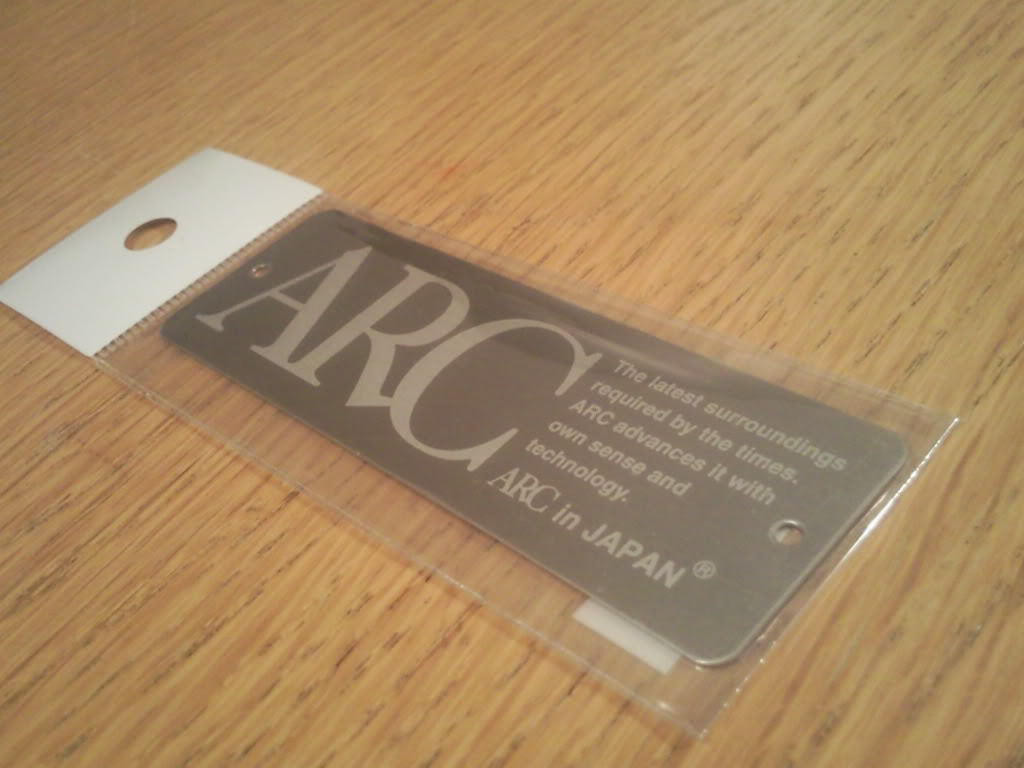 ARC
The latest surroundings
required by the times.
ARC advances it with
own sense and
technology.
ARC in JAPAN®